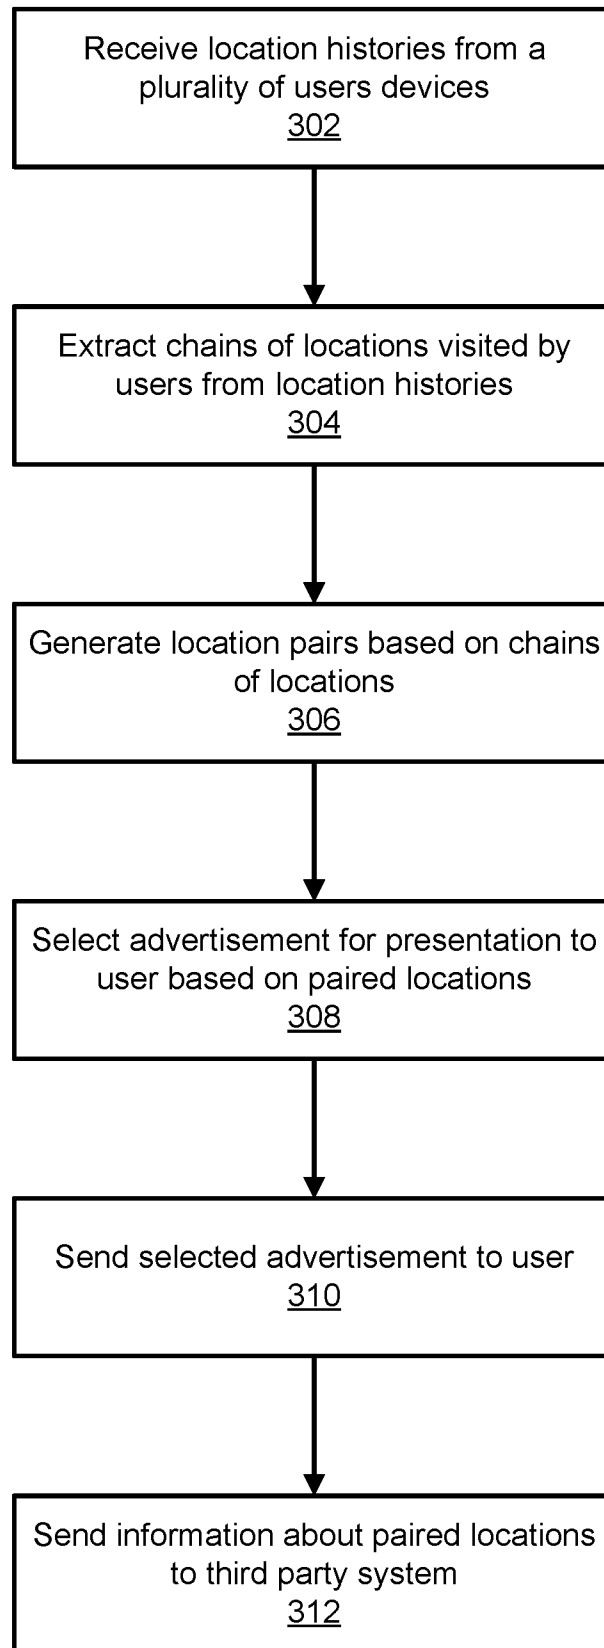 Receive location histories from a
plurality of users devices
302
Extract chains of locations visited by
users from location histories
304
Generate location pairs based on chains
of locations
306
Select advertisement for presentation to
user based on paired locations
308
Send selected advertisement to user
310
Send information about paired locations
to third party system
312